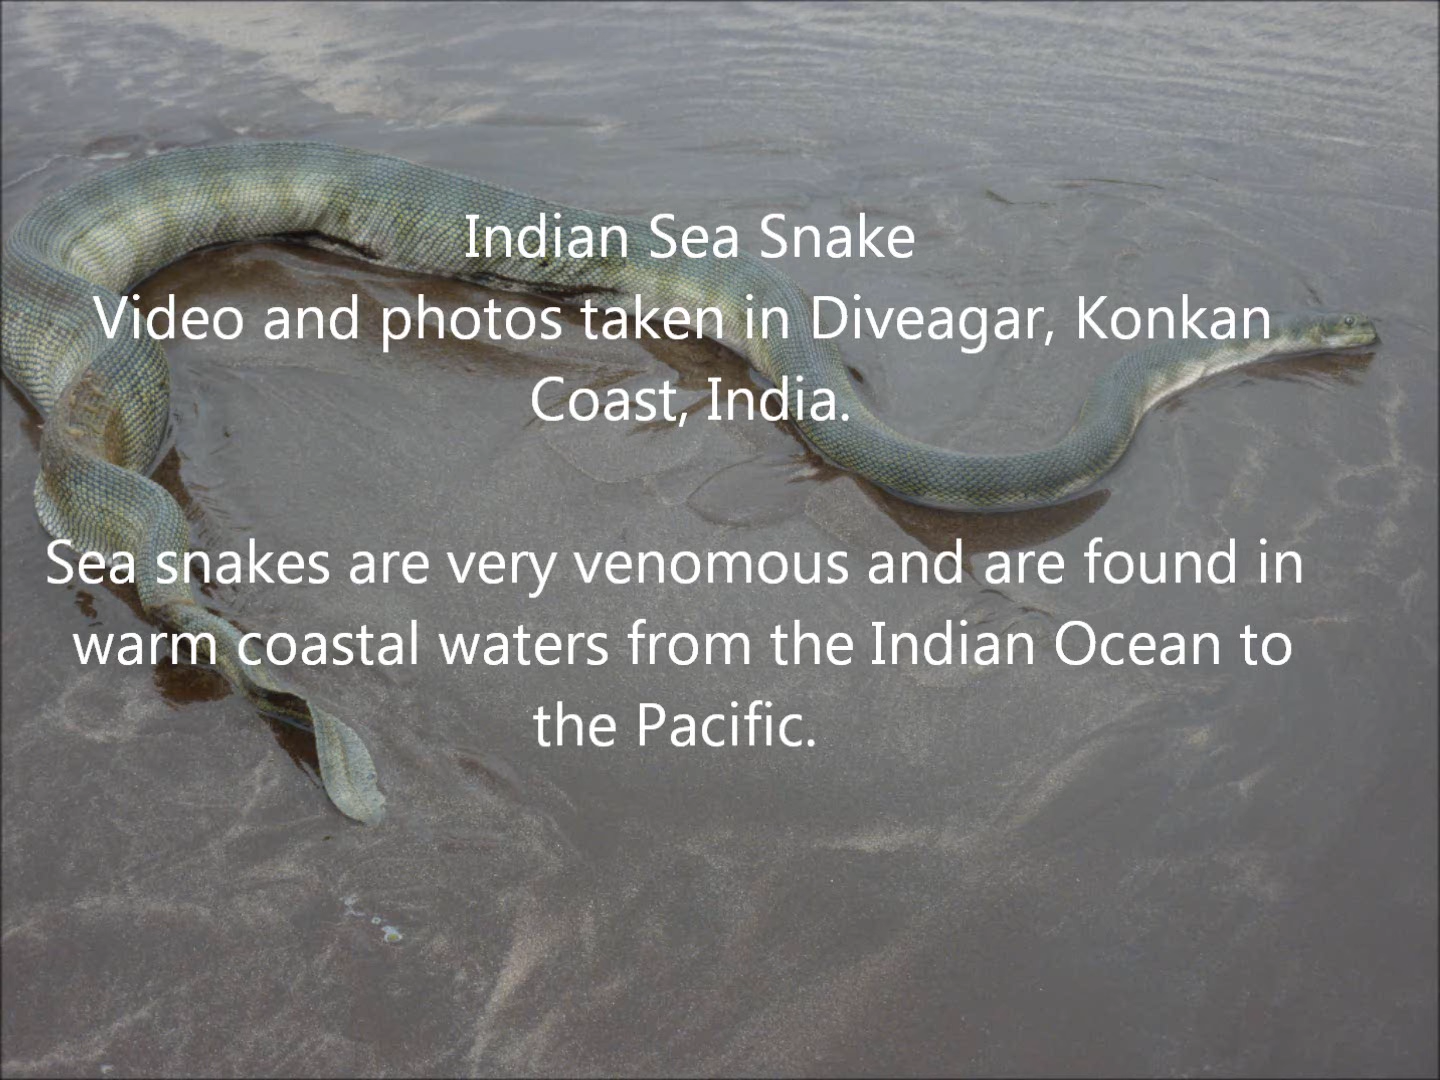 Indian Sea Snake
Video and photos taken in Diveagar, Konkan
Coast, India.
Sea snakes are very venomous and are found in
warm coastal waters from the Indian Ocean to
the Pacific.